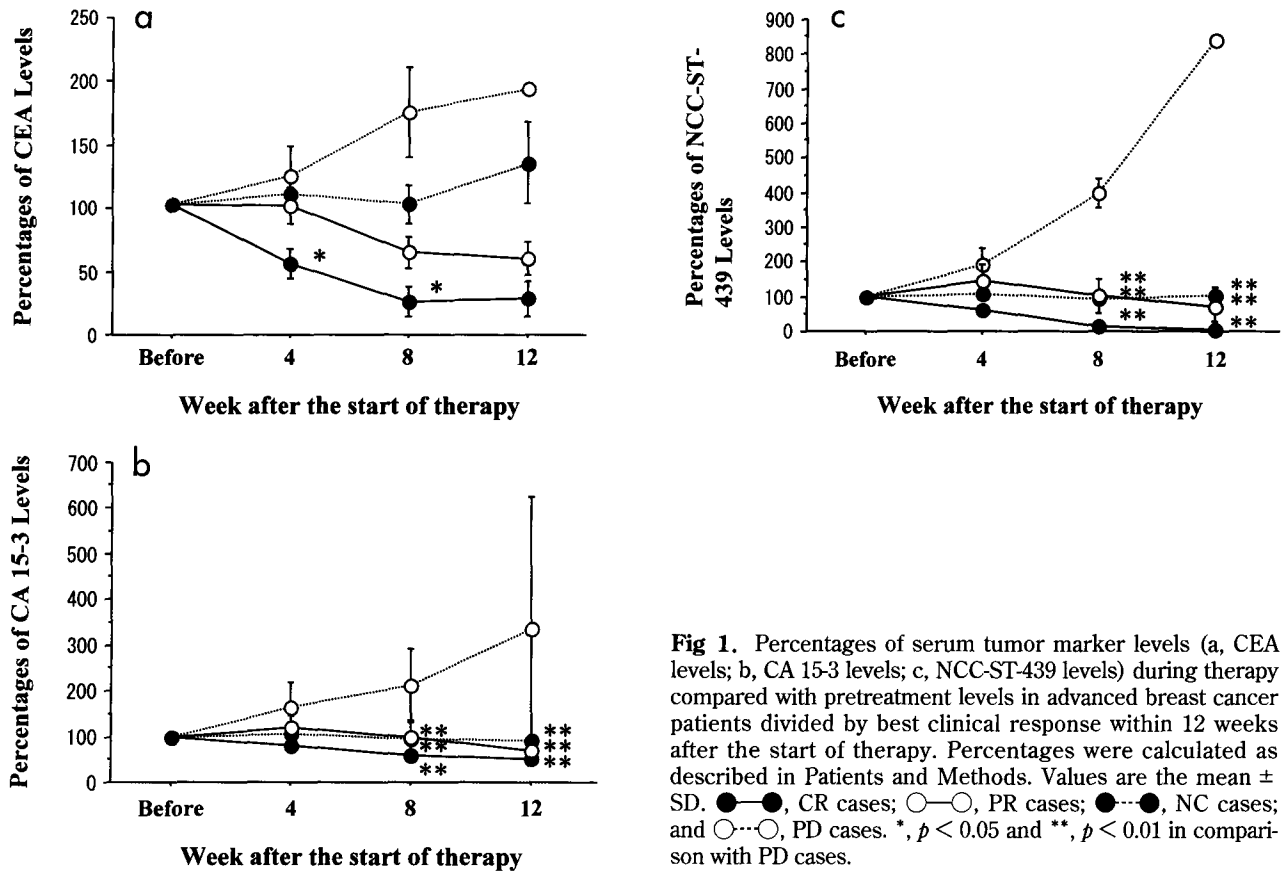 a
Percentages of CEA Levels
250
200
150
100
50
0
*
*
Before 4 8 12
Week after the start of therapy
c
Percentages of NCC-ST-
439 Levels
900
800
700
600
500
400
300
200
100
0
**
**
**
**
**
**
Before 4 8 12
Week after the start of therapy
b
Percentages of CA 15-3 Levels
700
600
500
400
300
200
100
0
**
**
**
**
**
**
Before 4 8 12
Week after the start of therapy
Fig 1. Percentages of serum tumor marker levels (a, CEA
levels; b, CA 15-3 levels; c, NCC-ST-439 levels) during therapy
compared with pretreatment levels in advanced breast cancer
patients divided by best clinical response within 12 weeks
after the start of therapy. Percentages were calculated as
described in Patients and Methods. Values are the mean ±
SD. ●—●, CR cases; ○—○, PR cases; ●---●, NC cases;
and ○---○, PD cases. *, p < 0.05 and **, p < 0.01 in compari-
son with PD cases.